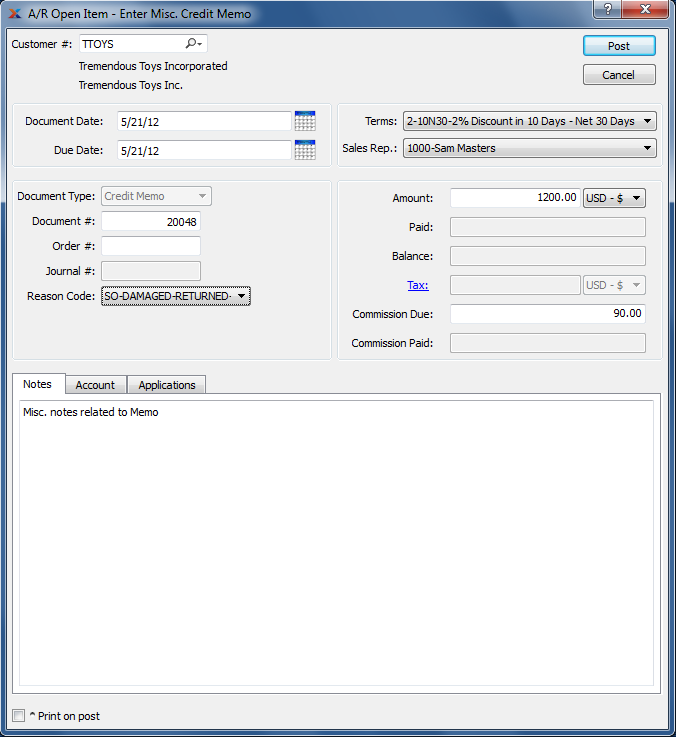 A/R Open Item - Enter Misc. Credit Memo
?
Customer #: TTOYS
Post
Tremendous Toys Incorporated
Cancel
Tremendous Toys Inc.
Document Date: 5/21/12
Due Date: 5/21/12
Terms: 2-10N30-2% Discount in 10 Days - Net 30 Days
Sales Rep.: 1000-Sam Masters
Document Type: Credit Memo
Document #: 20048
Order #:
Journal #:
Reason Code: SO-DAMAGED-RETURNED-
Amount: 1200.00 USD - $
Paid:
Balance:
Tax: USD - $
Commission Due: 90.00
Commission Paid:
Notes Account Applications
Misc. notes related to Memo
^ Print on post